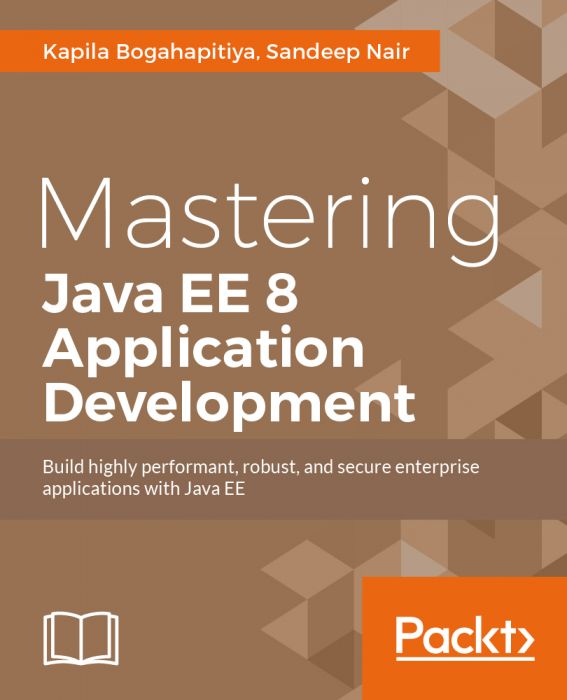 Kapila Bogahapitiya, Sandeep Nair
Mastering
Java EE 8
Application
Development
Build highly performant, robust, and secure enterprise
applications with Java EE
Packt>